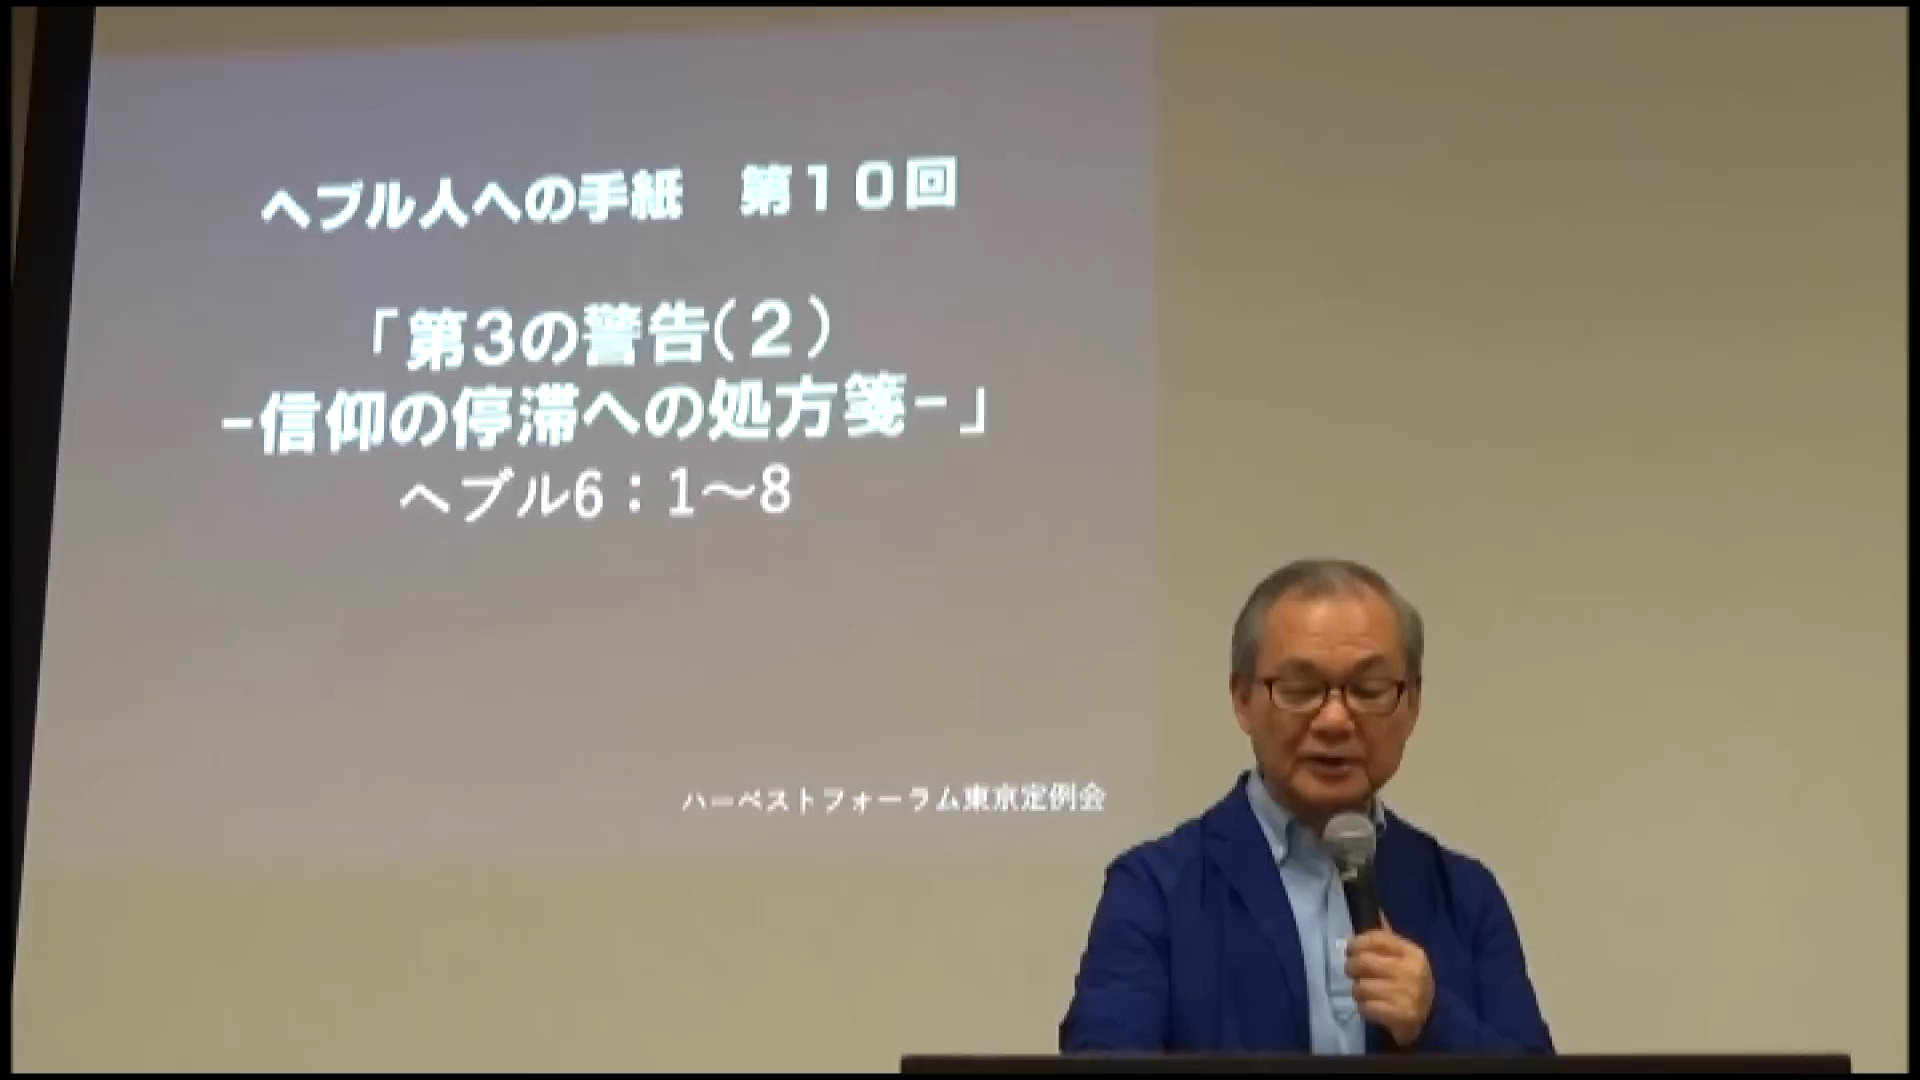 ヘブル人への手紙　第１０回
「第3の警告（２）
−信仰の停滞への処方箋−」
ヘブル6：1～8
ハーベストフォーラム東京定例会